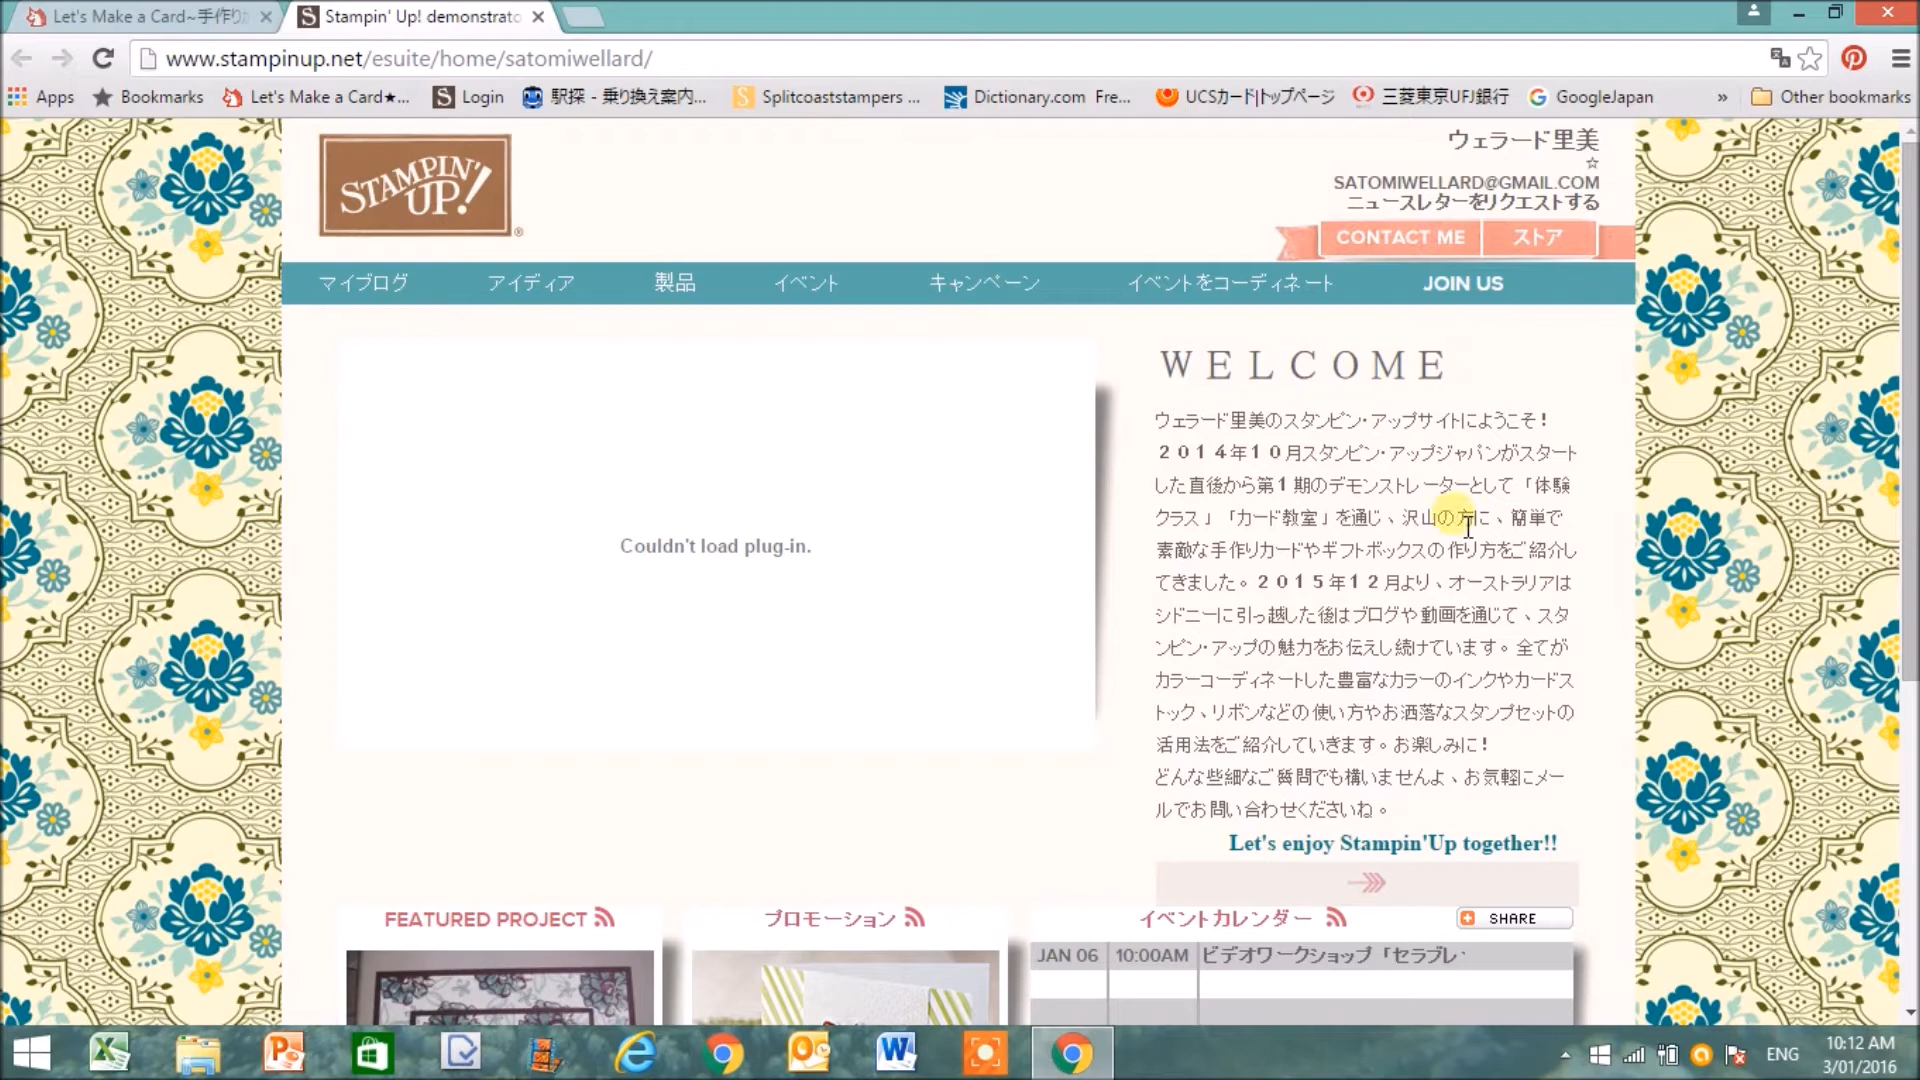 Let's Make a Card~手作りカ
Stampin' Up! demonstrato
www.stampinup.net/esuite/home/satomiwellard/
Apps
Bookmarks
Let's Make a Card★...
Login
駅探 - 乗り換え案内...
Splitcoaststampers ...
Dictionary.com Fre...
UCSカード|トップページ
三菱東京UFJ銀行
GoogleJapan
»
Other bookmarks
STAMPIN' UP!®
ウェラード里美
☆
SATOMIWELLARD@GMAIL.COM
ニュースレターをリクエストする
CONTACT ME
ストア
マイブログ
アイディア
製品
イベント
キャンペーン
イベントをコーディネート
JOIN US
Couldn't load plug-in.
WELCOME
ウェラード里美のスタンピン・アップサイトにようこそ！
２０１４年１０月スタンピン・アップジャパンがスタート
した直後から第１期のデモンストレーターとして「体験
クラス」「カード教室」を通じ、沢山の方に、簡単で
素敵な手作りカードやギフトボックスの作り方をご紹介し
てきました。２０１５年１２月より、オーストラリアは
シドニーに引っ越した後はブログや動画を通じて、スタ
ンピン・アップの魅力をお伝えし続けています。全てが
カラーコーディネートした豊富なカラーのインクやカードス
トック、リボンなどの使い方やお洒落なスタンプセットの
活用法をご紹介していきます。お楽しみに！
どんな些細なご質問でも構いませんよ、お気軽にメー
ルでお問い合わせくださいね。
Let's enjoy Stampin'Up together!!
FEATURED PROJECT
プロモーション
イベントカレンダー
SHARE
JAN 06
10:00AM
ビデオワークショップ「セラブレ・
ENG
10:12 AM
3/01/2016